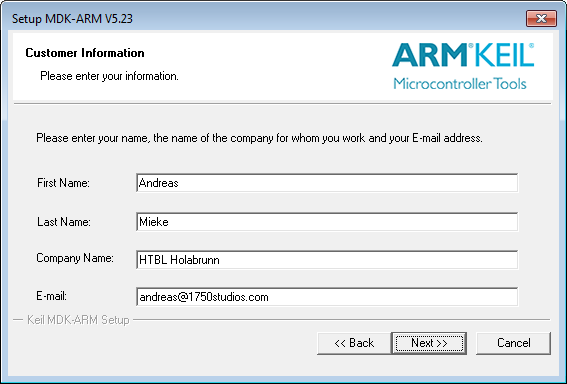 Setup MDK-ARM V5.23
Customer Information
Please enter your information.
ARM®KEIL®
Microcontroller Tools
Please enter your name, the name of the company for whom you work and your E-mail address.
First Name: Andreas
Last Name: Mieke
Company Name: HTBL Holabrunn
E-mail: andreas@1750studios.com
Keil MDK-ARM Setup
<< Back Next >> Cancel